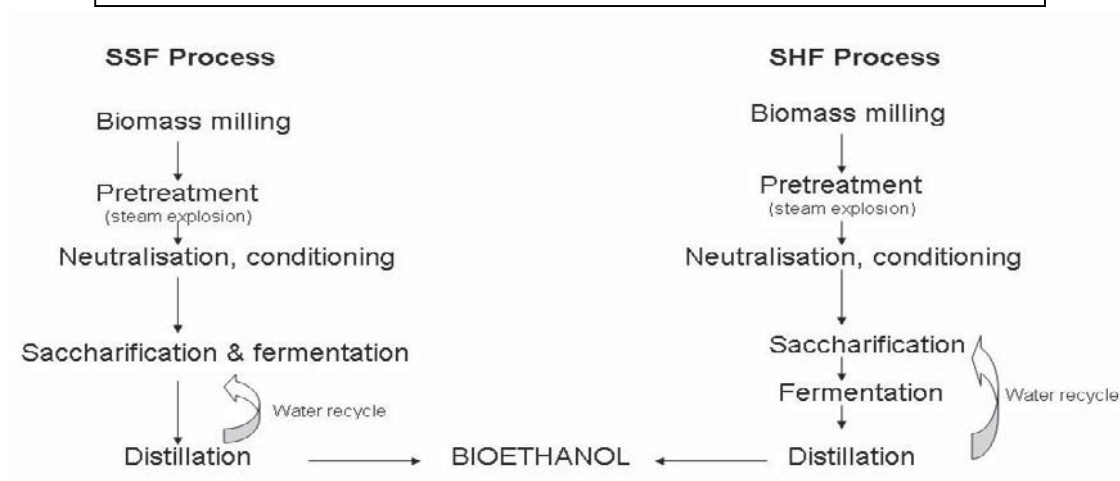 SSF Process
Biomass milling
Pretreatment
(steam explosion)
Neutralisation, conditioning
Saccharification & fermentation
Water recycle
Distillation
BIOETHANOL
SHF Process
Biomass milling
Pretreatment
(steam explosion)
Neutralisation, conditioning
Saccharification
Fermentation
Water recycle
Distillation